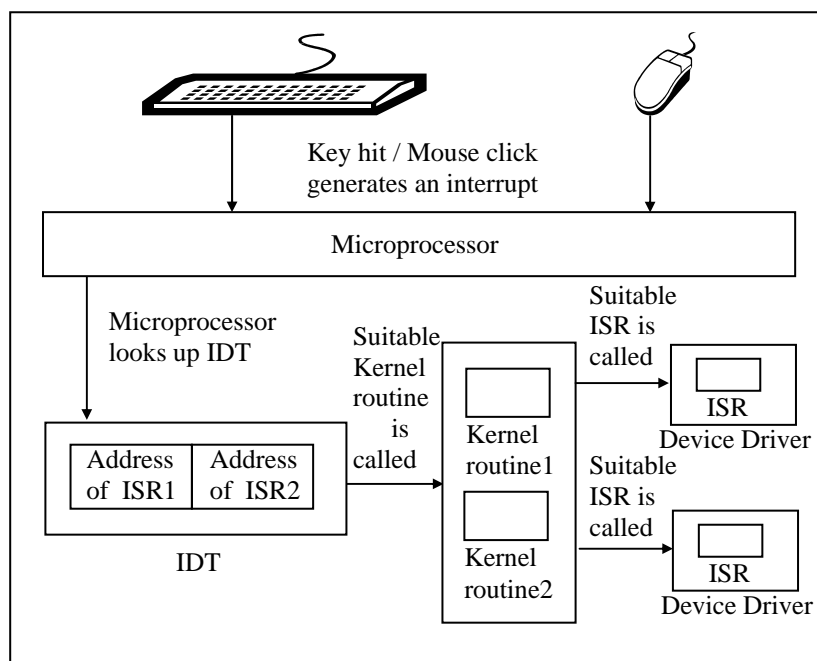 Key hit / Mouse click
generates an interrupt
Microprocessor
Microprocessor
looks up IDT
Suitable
Kernel
routine
is
called
Suitable
ISR is
called
Address
of ISR1
Address
of ISR2
IDT
Kernel
routine1
Kernel
routine2
ISR
Device Driver
Suitable
ISR is
called
ISR
Device Driver